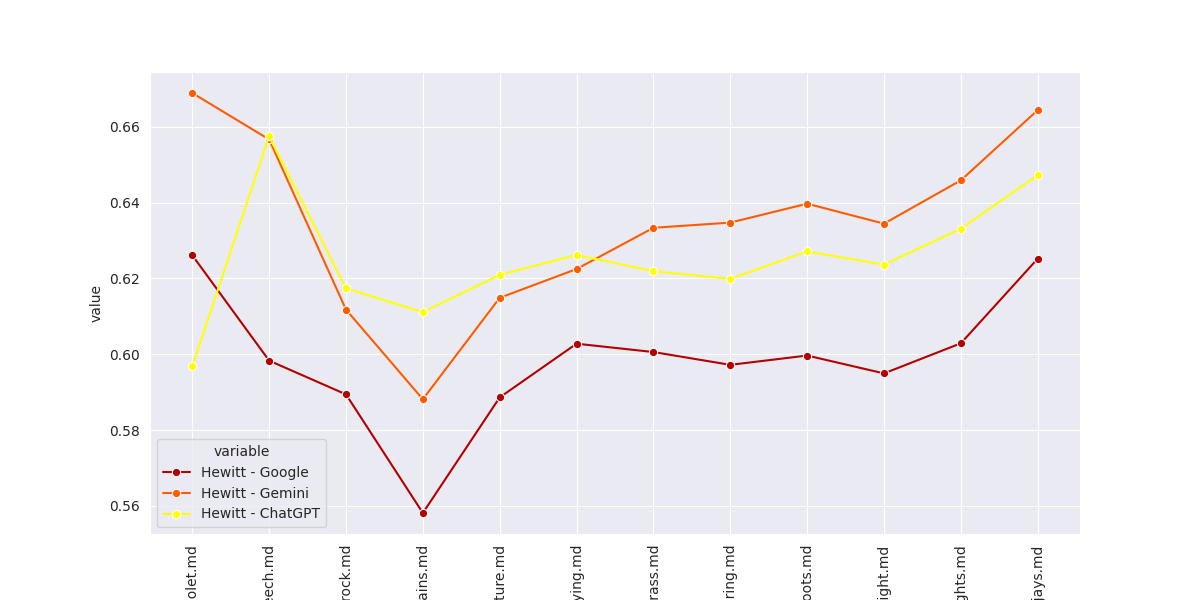 0.66
0.64
0.62
0.60
0.58
0.56
value
variable
Hewitt - Google
Hewitt - Gemini
Hewitt - ChatGPT
olet.md
eech.md
rock.md
ains.md
ture.md
ying.md
rass.md
ring.md
oots.md
ight.md
ghts.md
jays.md